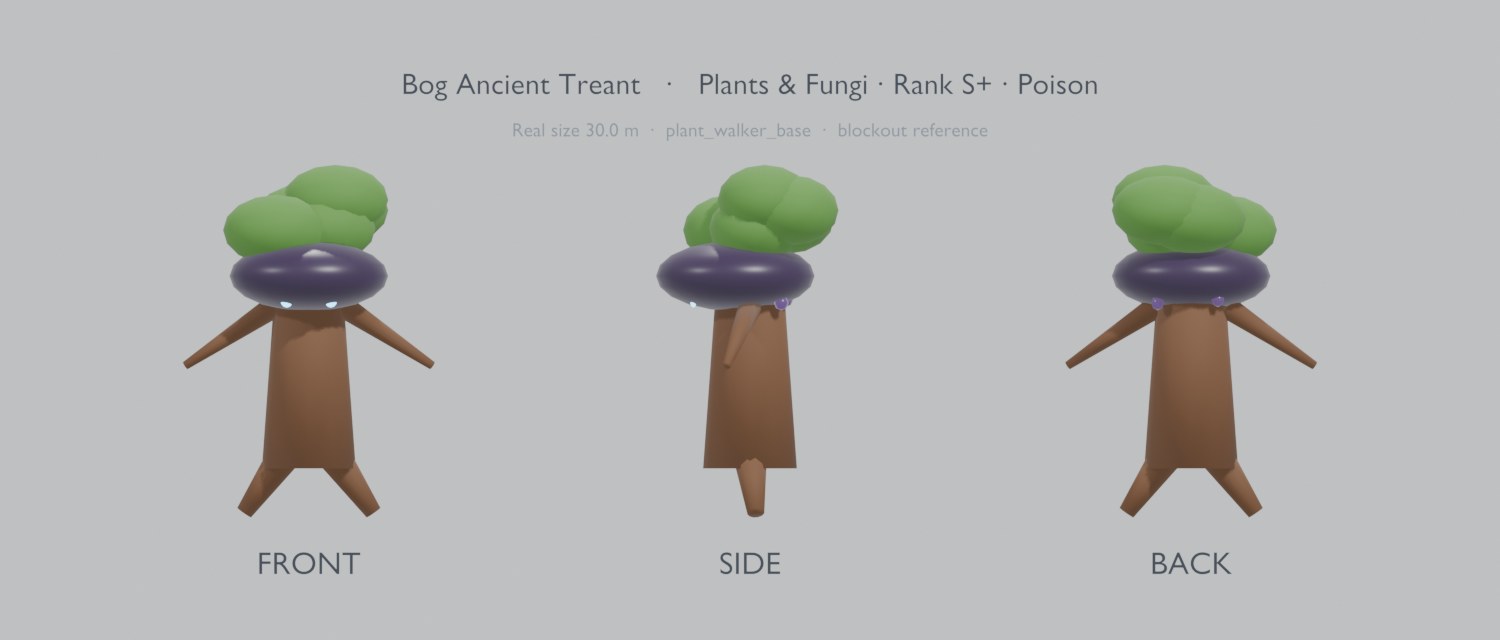 Bog Ancient Treant · Plants & Fungi · Rank S+ · Poison
Real size 30.0 m · plant_walker_base · blockout reference
FRONT SIDE BACK